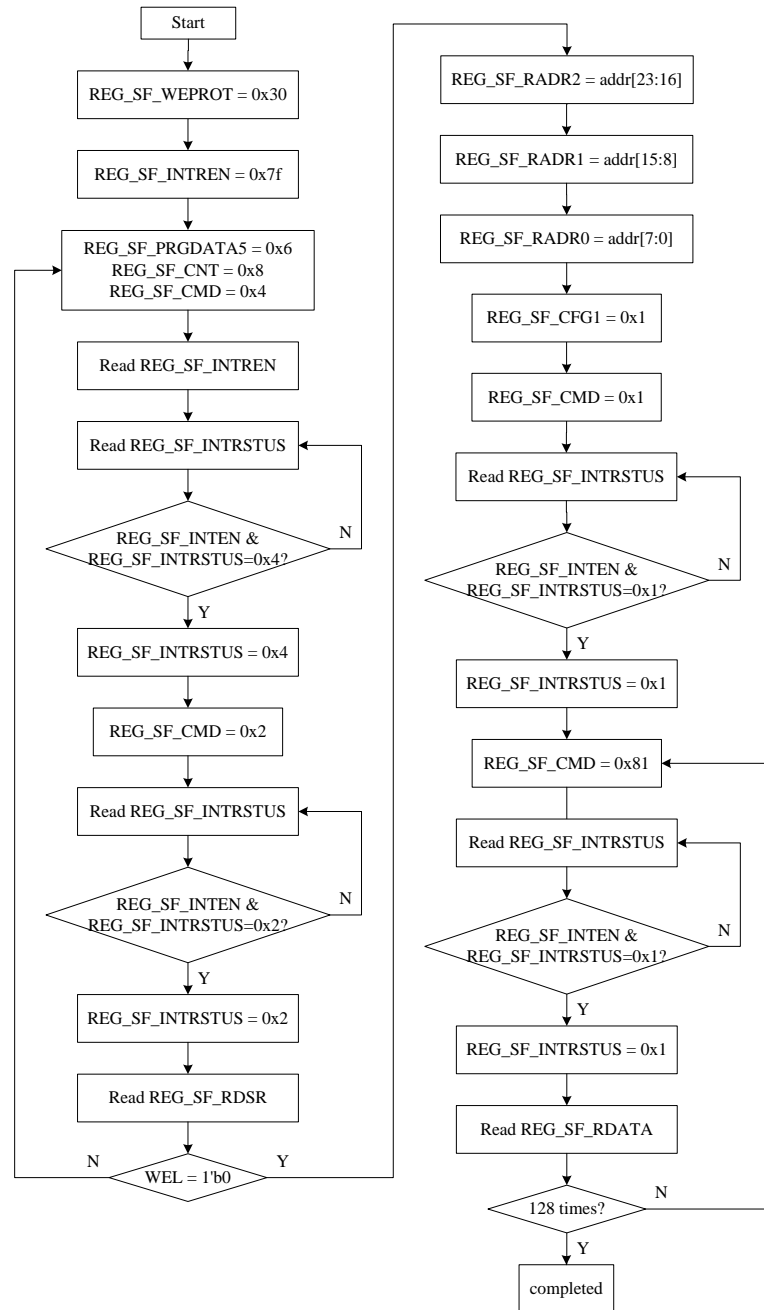 Start
REG_SF_WEPROT = 0x30
REG_SF_INTREN = 0x7f
REG_SF_PRGDATA5 = 0x6
REG_SF_CNT = 0x8
REG_SF_CMD = 0x4
Read REG_SF_INTREN
Read REG_SF_INTRSTUS
REG_SF_INTEN &
REG_SF_INTRSTUS=0x4?
N
Y
REG_SF_INTRSTUS = 0x4
REG_SF_CMD = 0x2
Read REG_SF_INTRSTUS
REG_SF_INTEN &
REG_SF_INTRSTUS=0x2?
N
Y
REG_SF_INTRSTUS = 0x2
Read REG_SF_RDSR
N
WEL = 1'b0
Y
REG_SF_RADR2 = addr[23:16]
REG_SF_RADR1 = addr[15:8]
REG_SF_RADR0 = addr[7:0]
REG_SF_CFG1 = 0x1
REG_SF_CMD = 0x1
Read REG_SF_INTRSTUS
REG_SF_INTEN &
REG_SF_INTRSTUS=0x1?
N
Y
REG_SF_INTRSTUS = 0x1
REG_SF_CMD = 0x81
Read REG_SF_INTRSTUS
REG_SF_INTEN &
REG_SF_INTRSTUS=0x1?
N
Y
REG_SF_INTRSTUS = 0x1
Read REG_SF_RDATA
128 times?
N
Y
completed